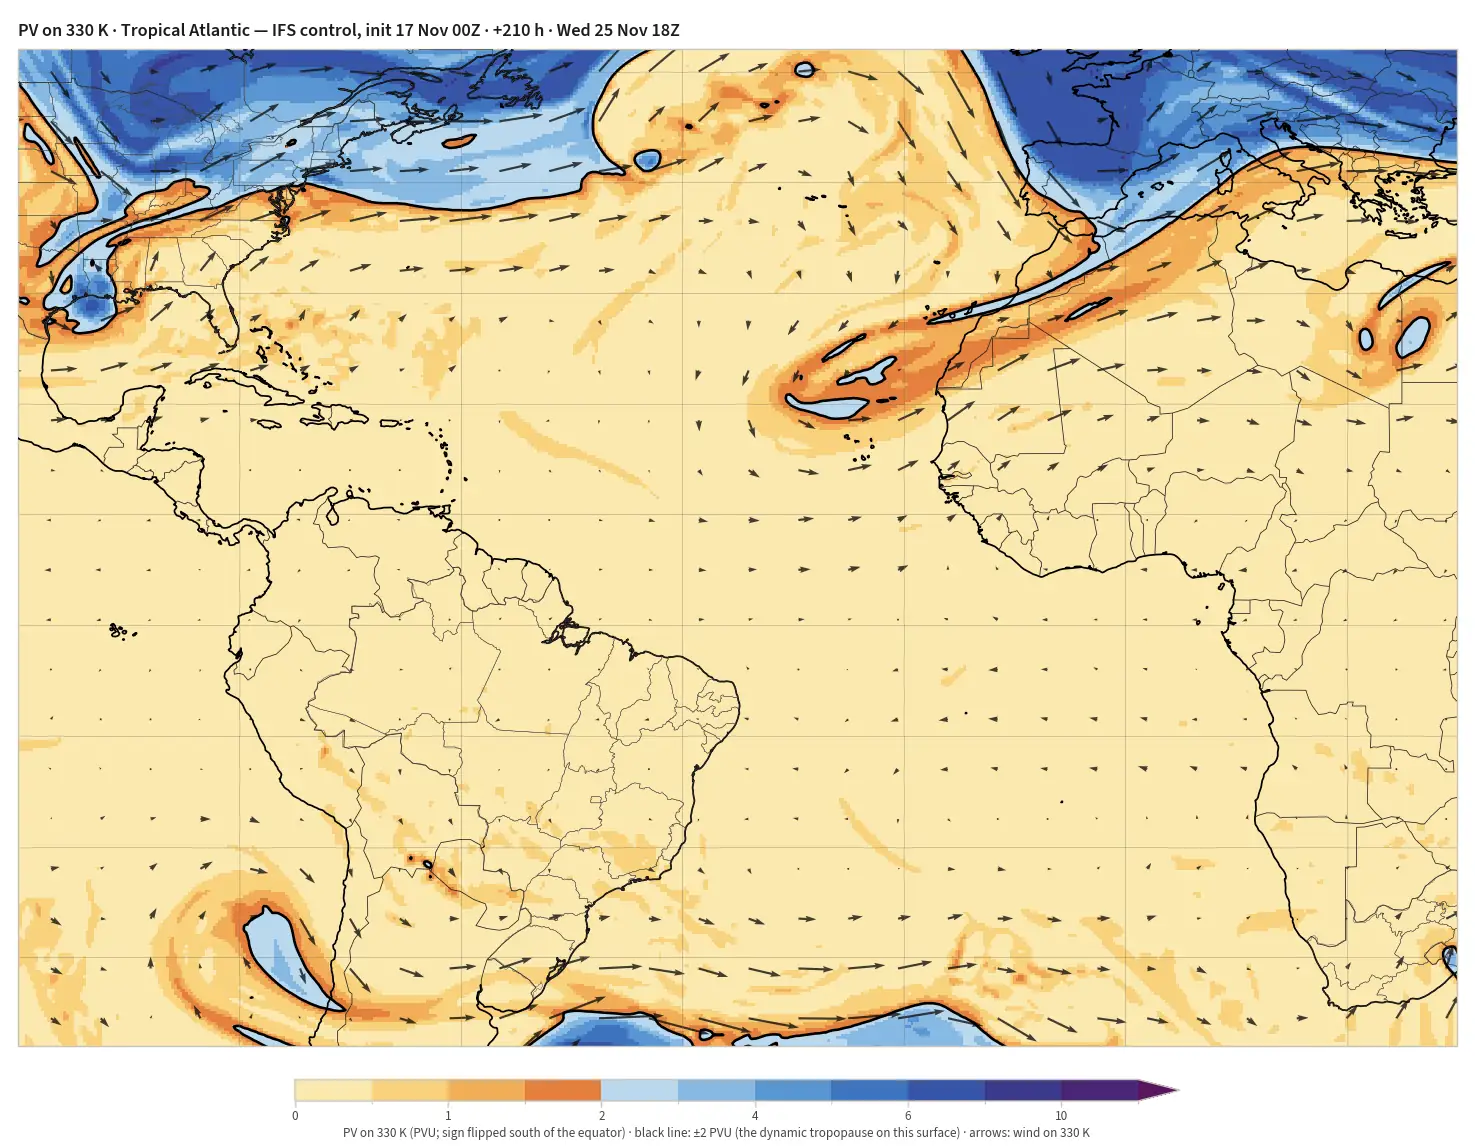 PV on 330 K · Tropical Atlantic — IFS control, init 17 Nov 00Z · +210 h · Wed 25 Nov 18Z
0 1 2 4 6 10
PV on 330 K (PVU; sign flipped south of the equator) · black line: ±2 PVU (the dynamic tropopause on this surface) · arrows: wind on 330 K